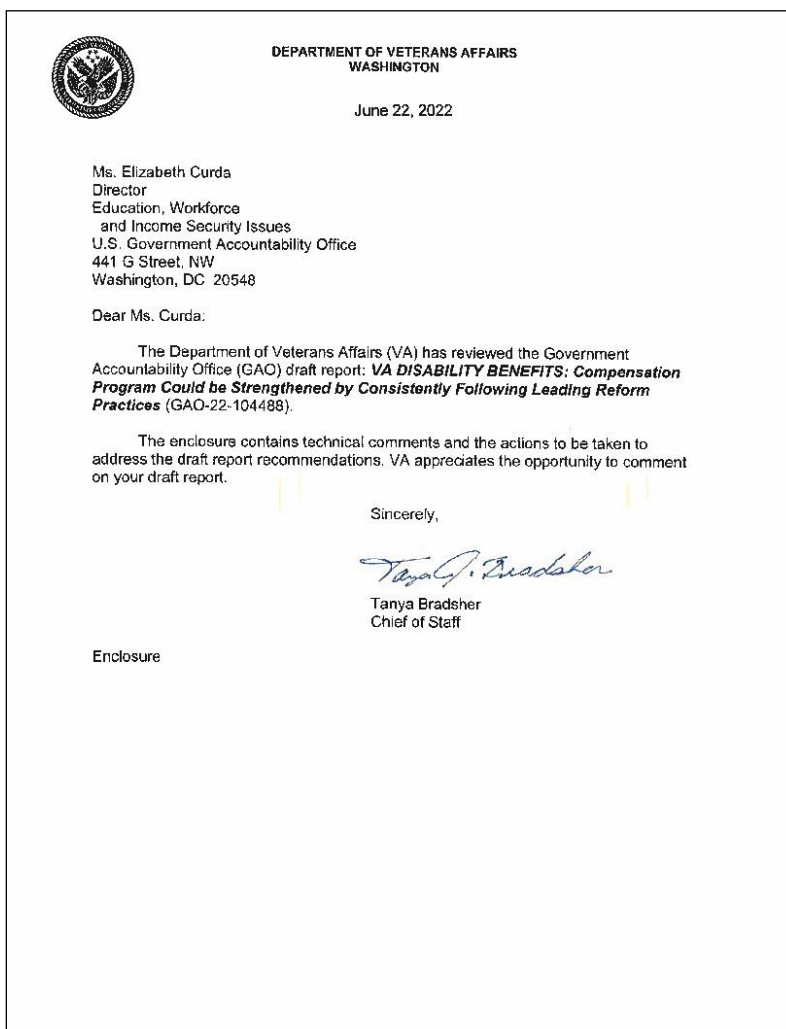 DEPARTMENT OF VETERANS AFFAIRS
WASHINGTON
June 22, 2022
Ms. Elizabeth Curda
Director
Education, Workforce
and Income Security Issues
U.S. Government Accountability Office
441 G Street, NW
Washington, DC 20548
Dear Ms. Curda:
The Department of Veterans Affairs (VA) has reviewed the Government
Accountability Office (GAO) draft report: VA DISABILITY BENEFITS: Compensation
Program Could be Strengthened by Consistently Following Leading Reform
Practices (GAO-22-104488).
The enclosure contains technical comments and the actions to be taken to
address the draft report recommendations. VA appreciates the opportunity to comment
on your draft report.
Sincerely,
Tanya J. Bradsher
Tanya Bradsher
Chief of Staff
Enclosure